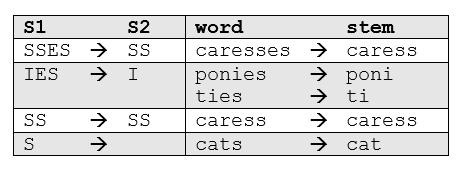 S1 S2 word stem
SSES → SS caresses → caress
IES → I ponies → poni
ties → ti
SS → SS caress → caress
S → cats → cat